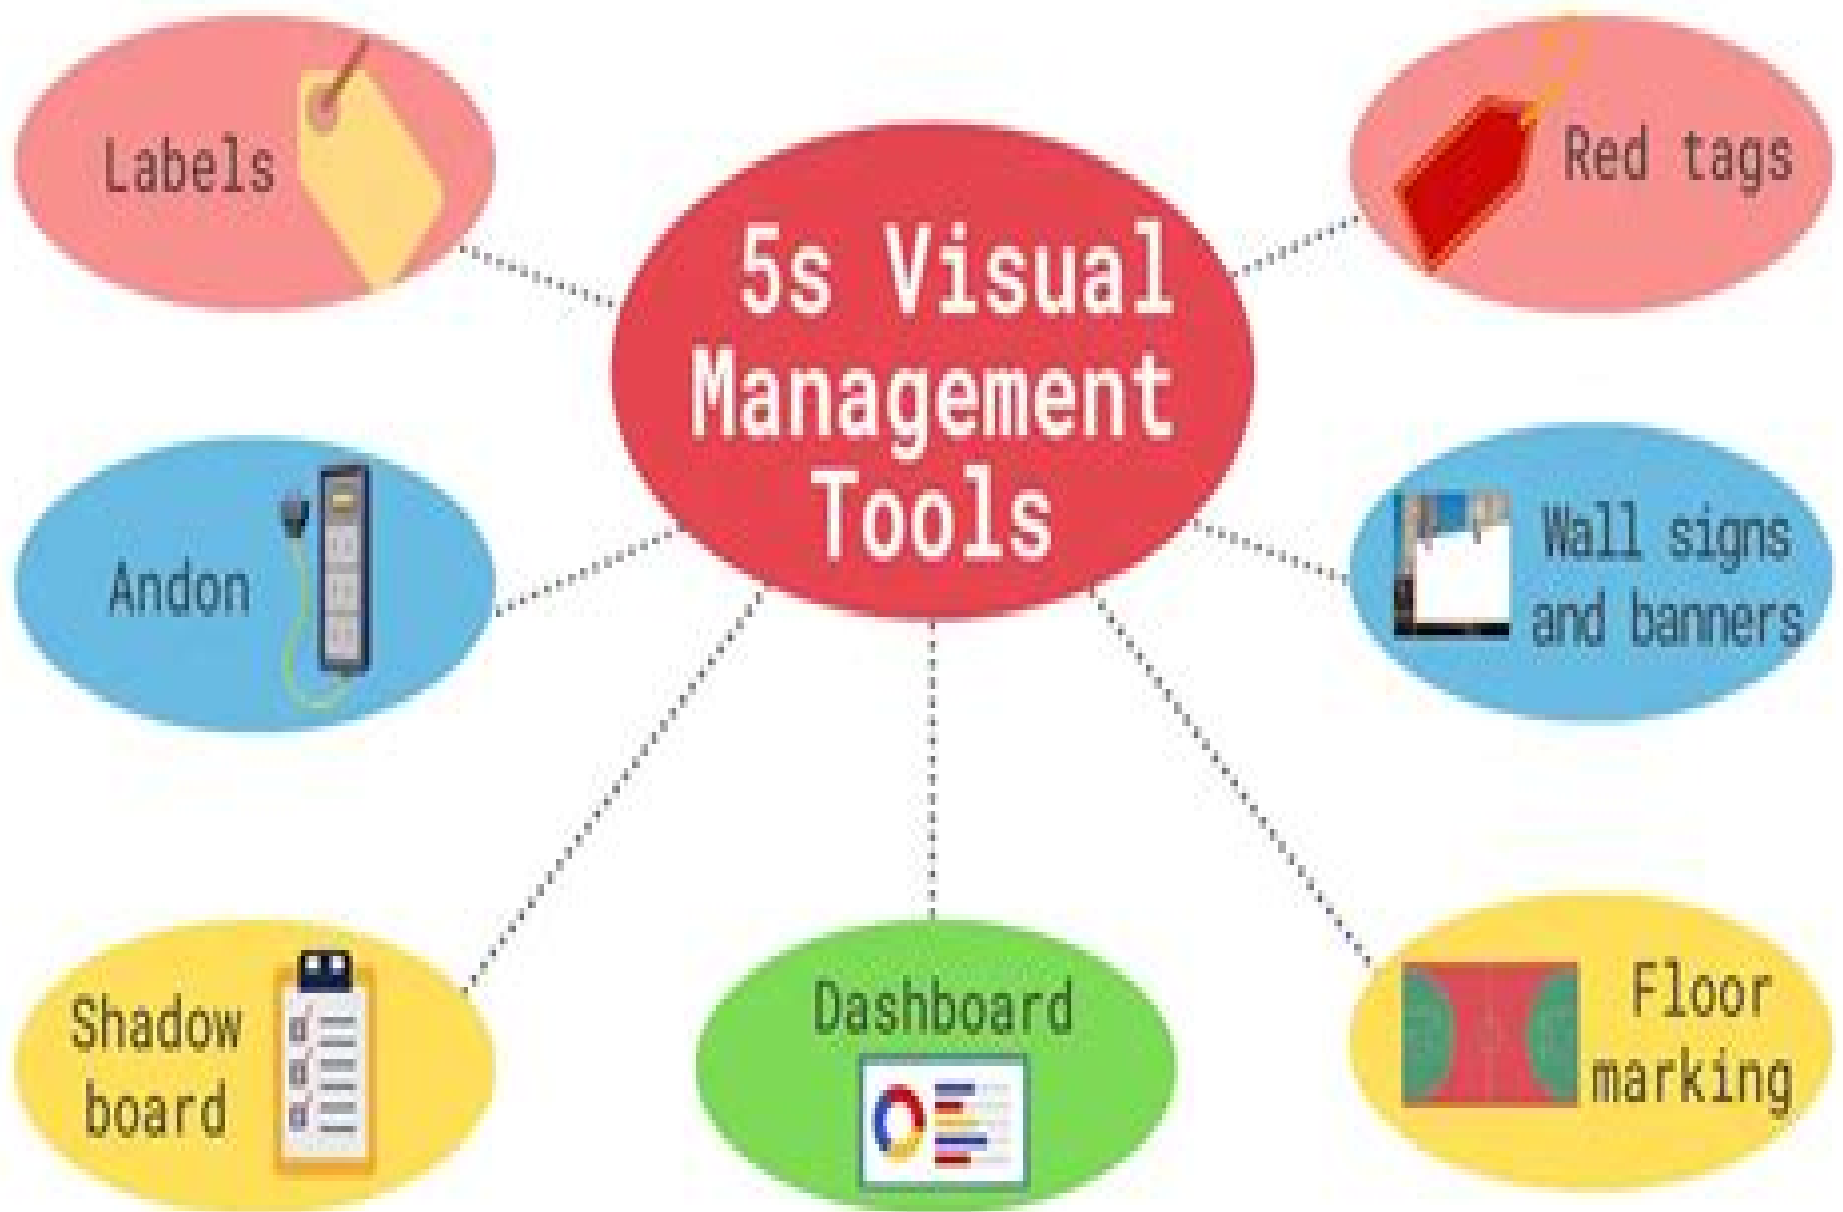 Labels
Red tags
5s Visual
Management
Tools
Andon
Wall signs
and banners
Shadow
board
Dashboard
Floor
marking